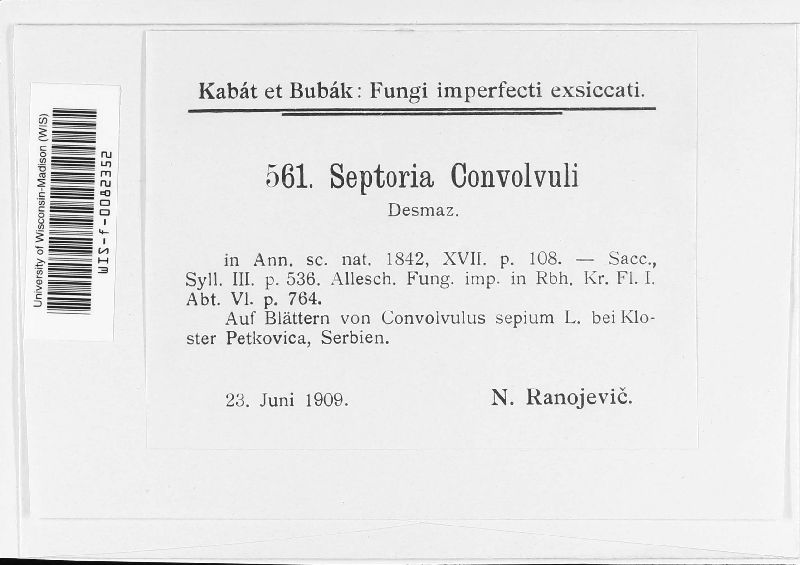 Kabát et Bubák: Fungi imperfecti exsiccati.
561. Septoria Convolvuli
Desmaz.
in Ann. sc. nat. 1842, XVII. p. 108. — Sacc.,
Syll. III. p. 536. Allesch. Fung. imp. in Rbh. Kr. Fl. I.
Abt. VI. p. 764.
Auf Blättern von Convolvulus sepium L. bei Klo-
ster Petkovica, Serbien.
23. Juni 1909.
N. Ranojevič.
University of Wisconsin-Madison (WIS)
WIS-f-0082352